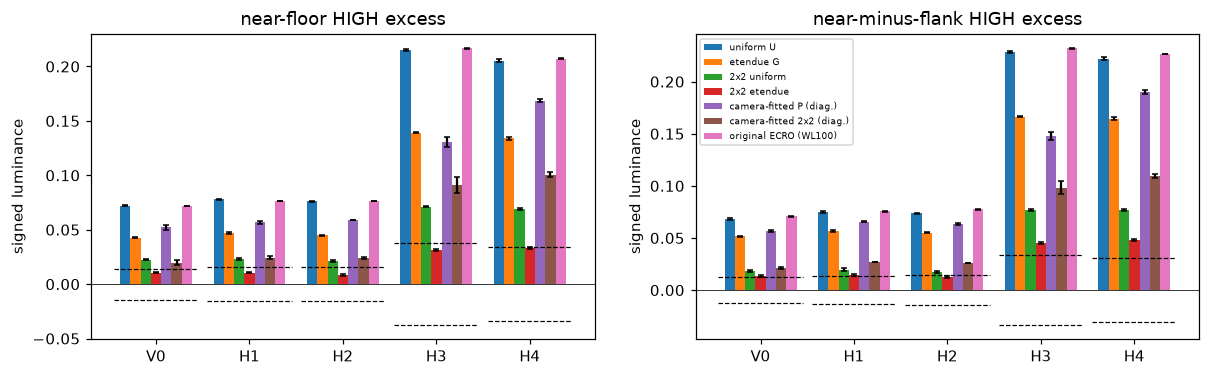 near-floor HIGH excess
signed luminance
0.20
0.15
0.10
0.05
0.00
−0.05
V0 H1 H2 H3 H4
near-minus-flank HIGH excess
signed luminance
0.20
0.15
0.10
0.05
0.00
uniform U
etendue G
2x2 uniform
2x2 etendue
camera-fitted P (diag.)
camera-fitted 2x2 (diag.)
original ECRO (WL100)
V0 H1 H2 H3 H4